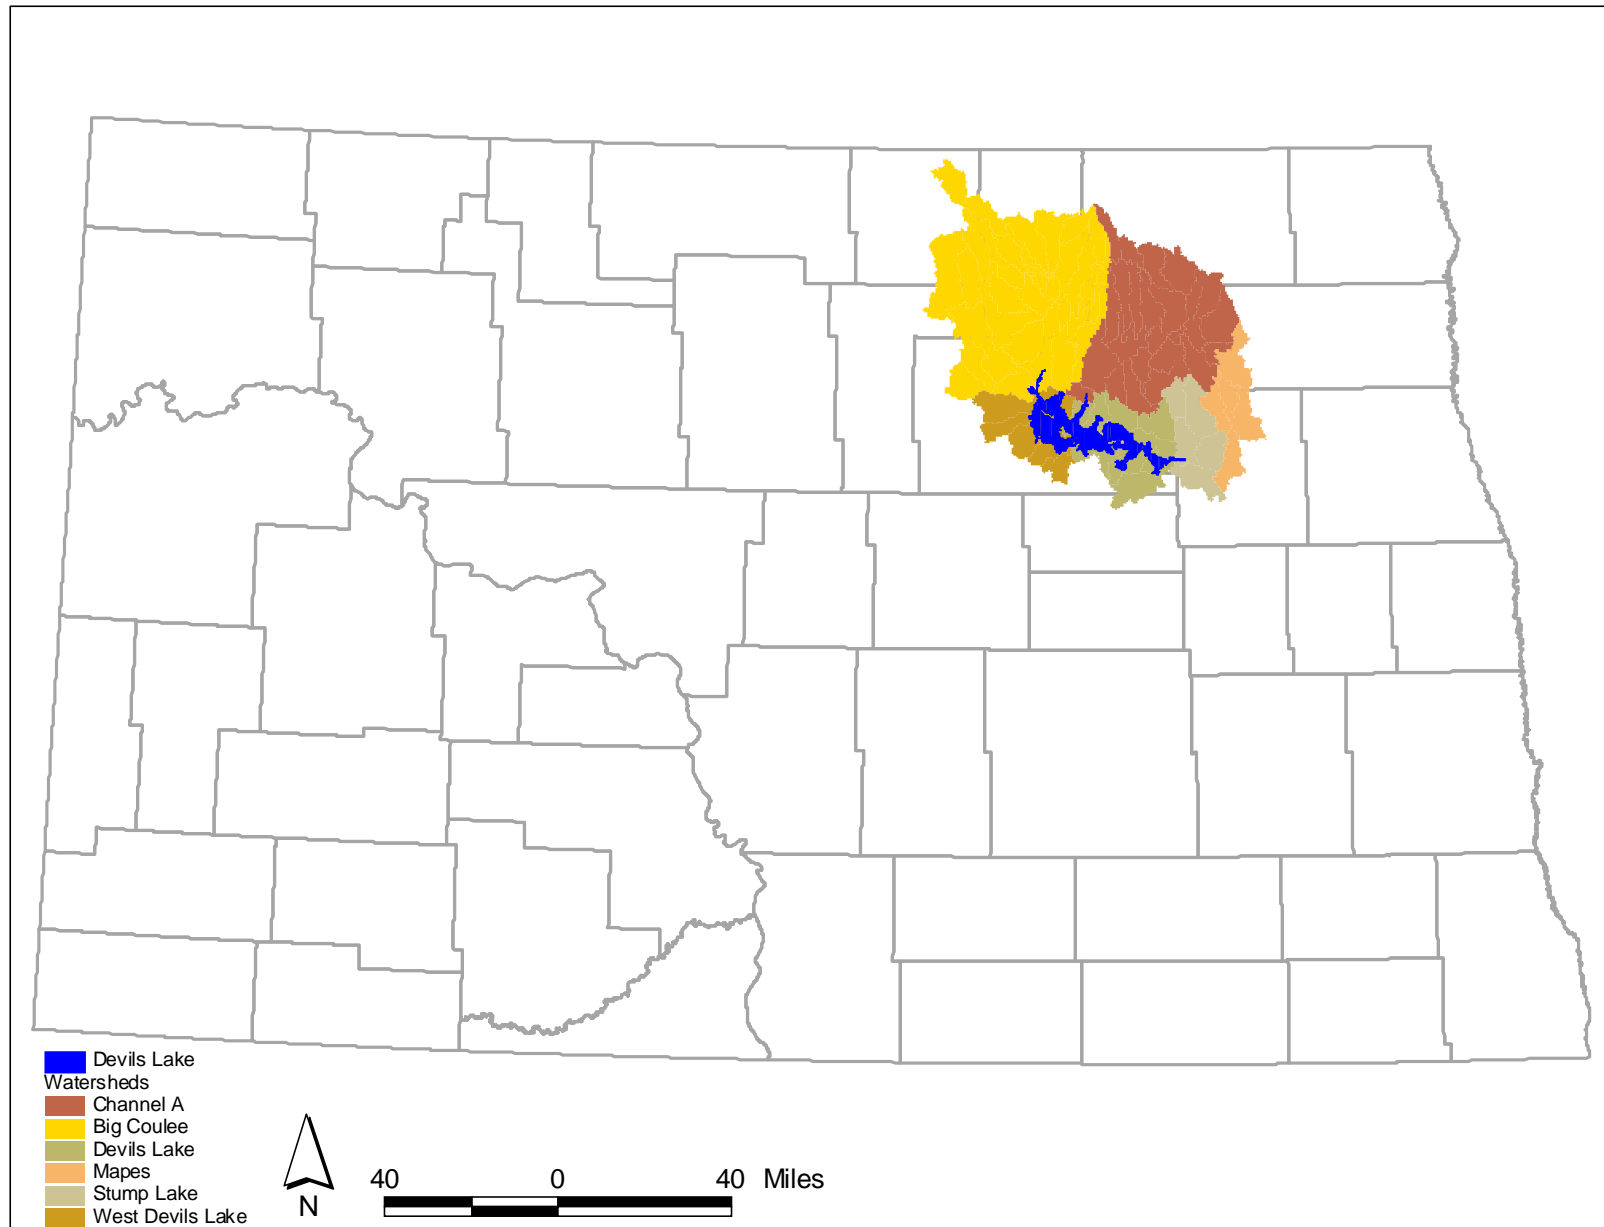 Devils Lake
Watersheds
Channel A
Big Coulee
Devils Lake
Mapes
Stump Lake
West Devils Lake
N
40 0 40 Miles